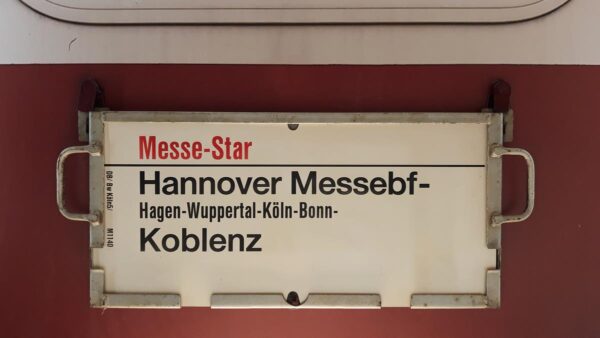 Messe-Star
Hannover Messebf-
Hagen-Wuppertal-Köln-Bonn-
Koblenz